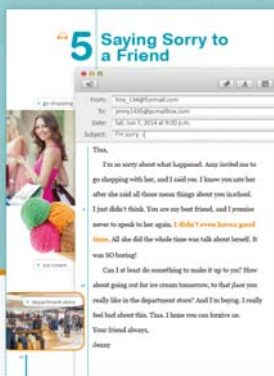 5 Saying Sorry to
a Friend
go shopping
From: tina_134@funmail.com
To: jenny1435@pcmailbox.com
Date: Sat, Jun 7, 2014 at 9:00 p.m.
Subject: I'm sorry :(
Tina,
I'm so sorry about what happened. Amy invited me to
go shopping with her, and I said yes. I know you hate her
after she said all those mean things about you in school.
I just didn't think. You are my best friend, and I promise
never to speak to her again. I didn't even have a good
time. All she did the whole time was talk about herself. It
was SO boring!
Can I at least do something to make it up to you? How
about going out for ice cream tomorrow, to that place you
really like in the department store? And I'm buying. I really
feel bad about this, Tina. I hope you can forgive me.
Your friend always,
Jenny
ice cream
department store